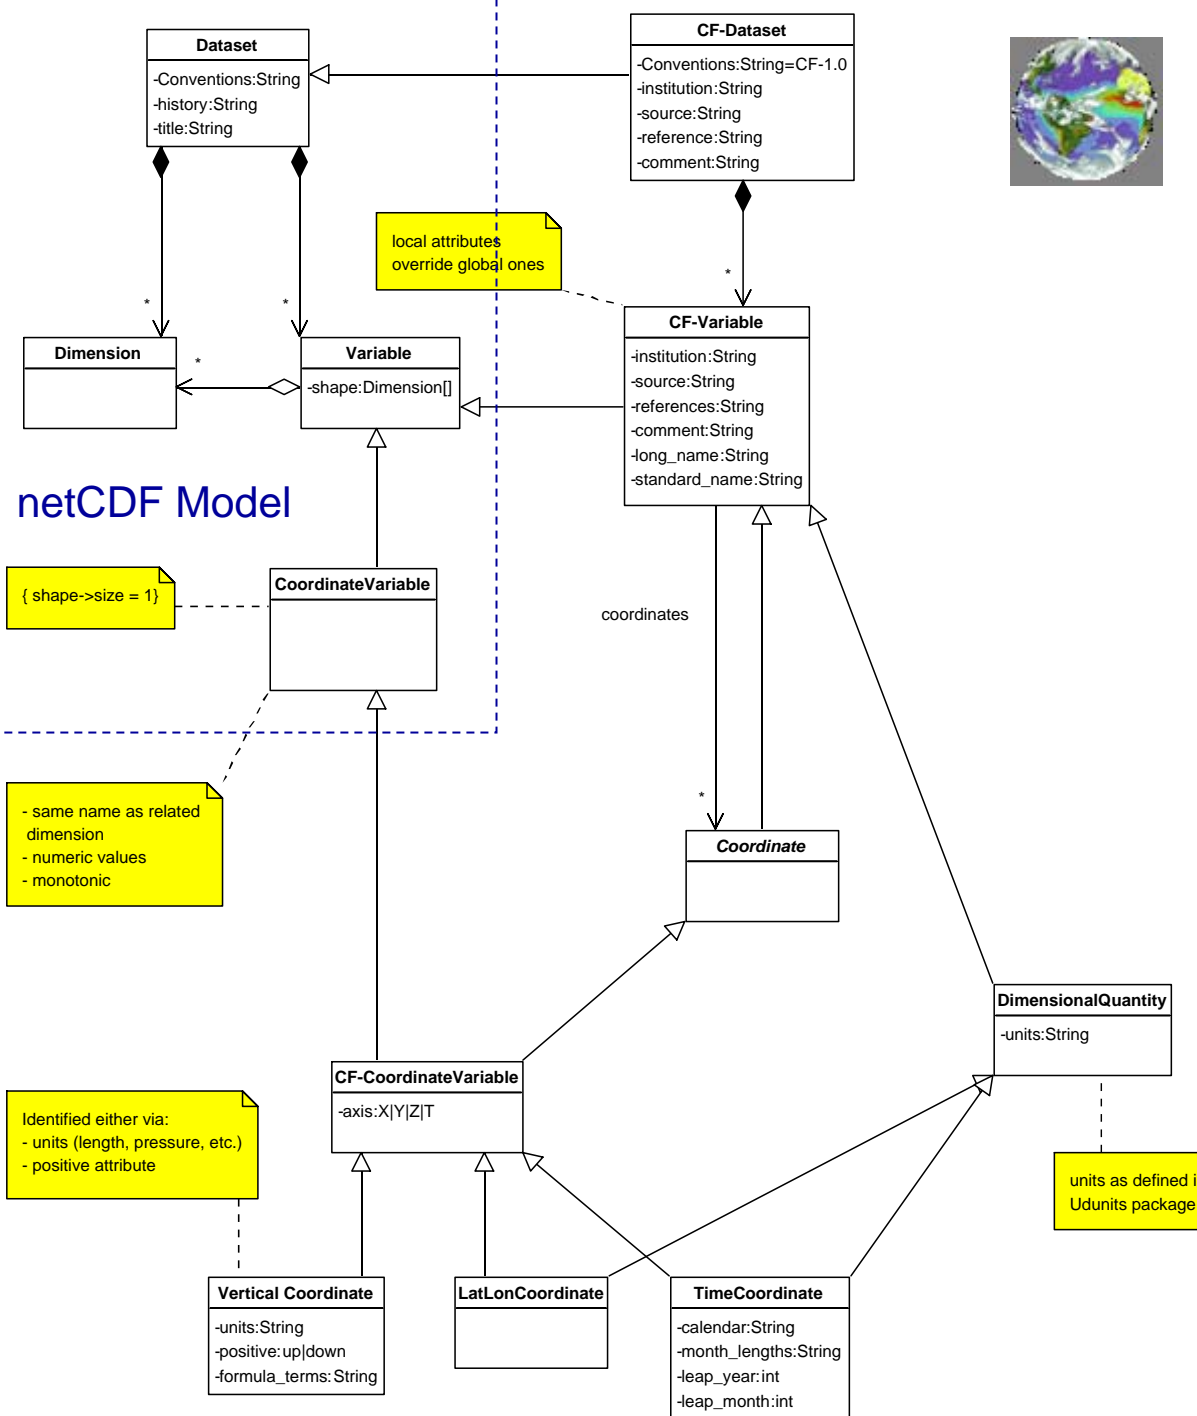 Dataset
-Conventions:String
-history:String
-title:String
CF-Dataset
-Conventions:String=CF-1.0
-institution:String
-source:String
-reference:String
-comment:String
local attributes
override global ones
*
*
*
Dimension
*
Variable
-shape:Dimension[]
CF-Variable
-institution:String
-source:String
-references:String
-comment:String
-long_name:String
-standard_name:String
netCDF Model
{ shape->size = 1}
CoordinateVariable
coordinates
- same name as related
dimension
- numeric values
- monotonic
*
Coordinate
DimensionalQuantity
-units:String
CF-CoordinateVariable
-axis:X|Y|Z|T
Identified either via:
- units (length, pressure, etc.)
- positive attribute
units as defined i
Udunits package
Vertical Coordinate
-units:String
-positive:up|down
-formula_terms:String
LatLonCoordinate
TimeCoordinate
-calendar:String
-month_lengths:String
-leap_year:int
-leap_month:int